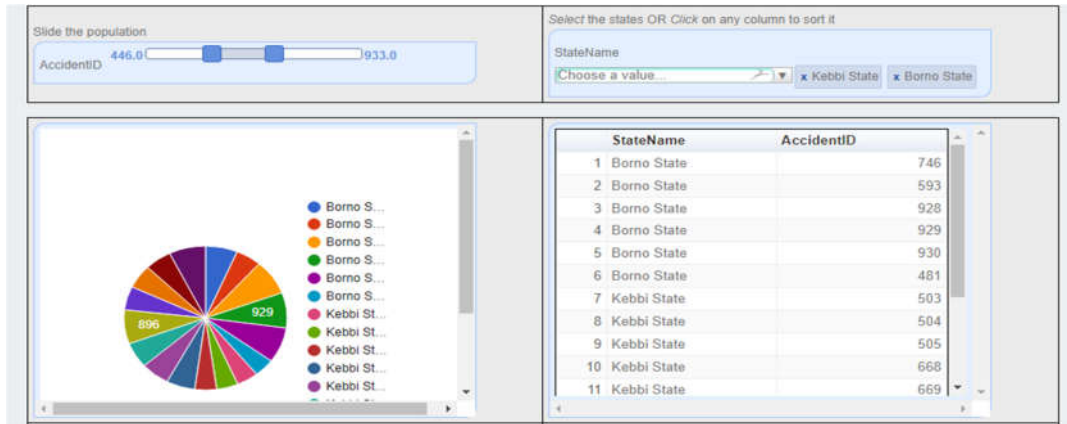 Slide the population
AccidentID 446.0 933.0
Select the states OR Click on any column to sort it
StateName
Choose a value... x Kebbi State x Borno State
Borno S...
Borno S...
Borno S...
Borno S...
Borno S...
Borno S...
Kebbi St...
Kebbi St...
Kebbi St...
Kebbi St...
Kebbi St...
929
896
StateName AccidentID
1 Borno State 746
2 Borno State 593
3 Borno State 928
4 Borno State 929
5 Borno State 930
6 Borno State 481
7 Kebbi State 503
8 Kebbi State 504
9 Kebbi State 505
10 Kebbi State 668
11 Kebbi State 669